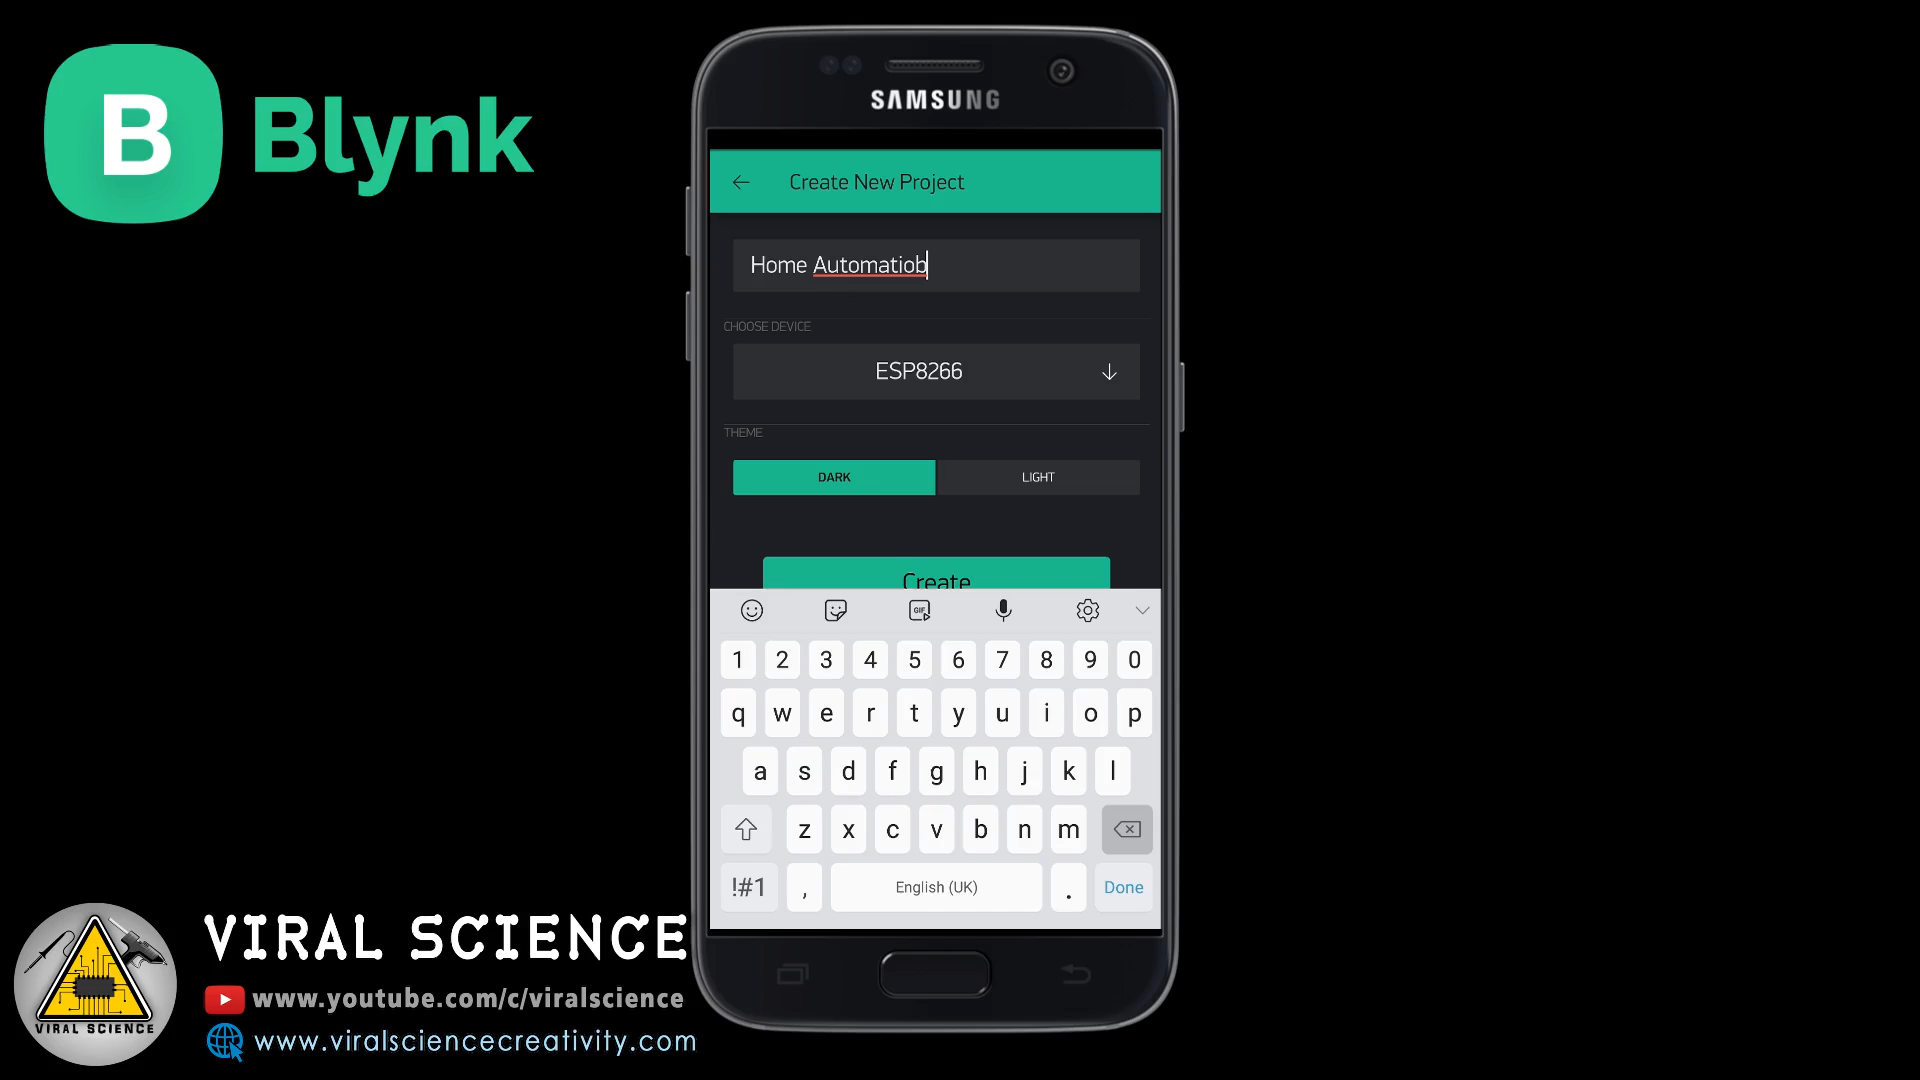 B Blynk
SAMSUNG
Create New Project
Home Automatiob
CHOOSE DEVICE
ESP8266
THEME
DARK LIGHT
Create
GIF
1 2 3 4 5 6 7 8 9 0
q w e r t y u i o p
a s d f g h j k l
z x c v b n m
!#1 , English (UK) . Done
VIRAL SCIENCE
VIRAL SCIENCE
www.youtube.com/c/viralscience
www.viralsciencecreativity.com